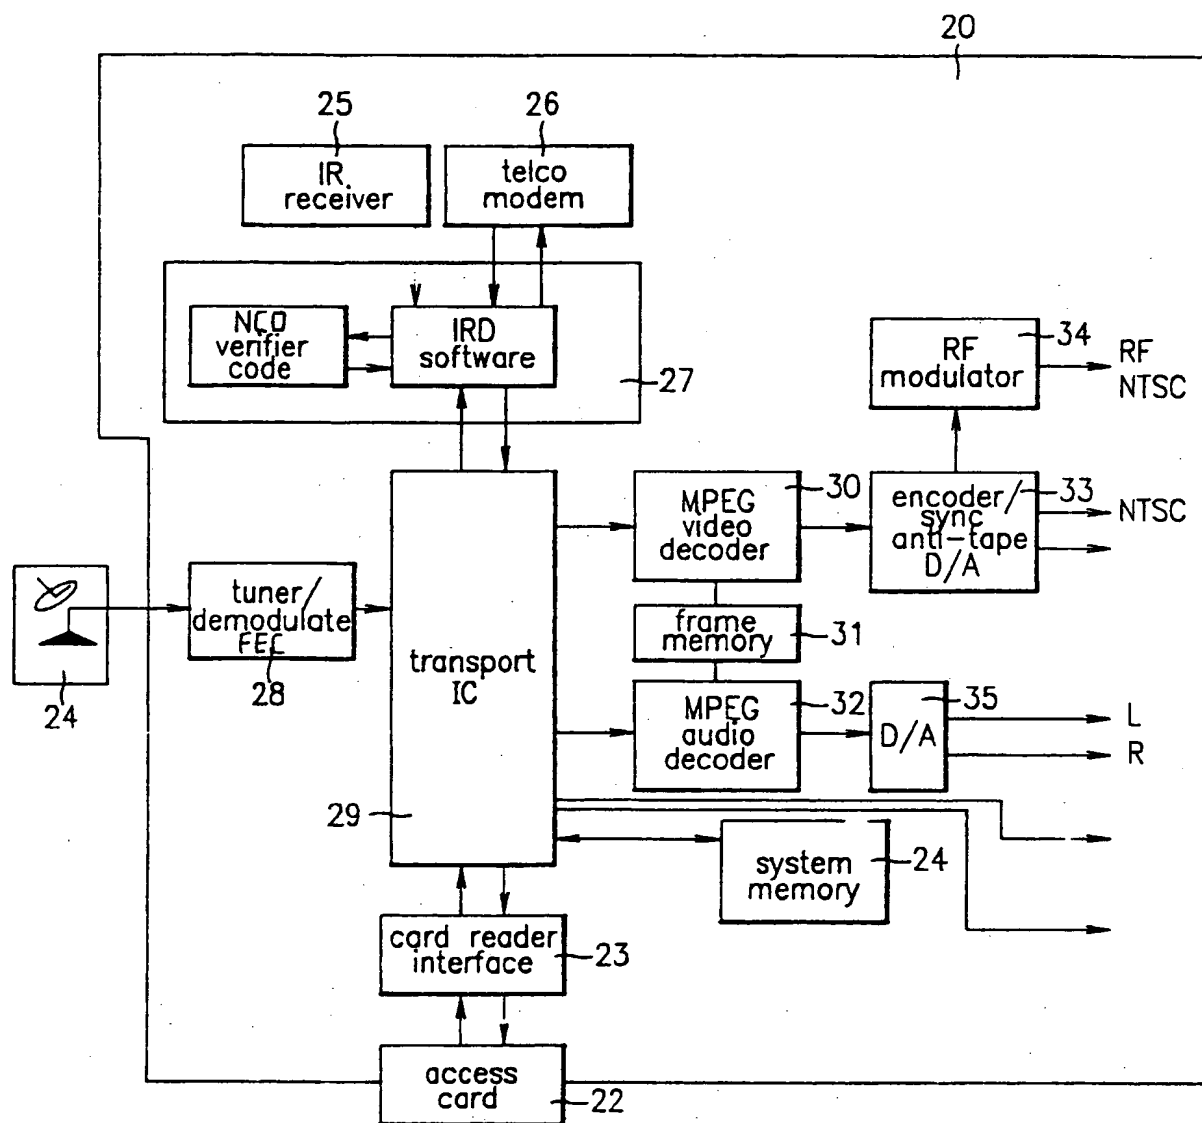 20
25
26
IR
receiver
telco
modem
NCO
verifier
code
IRD
software
27
34
RF
modulator
RF
NTSC
30
MPEG
video
decoder
encoder/
sync
anti-tape
D/A
33
NTSC
tuner/
demodulate
FEC
28
24
transport
IC
29
frame
memory
31
MPEG
audio
decoder
32
35
D/A
L
R
system
memory
24
card reader
interface
23
access
card
22